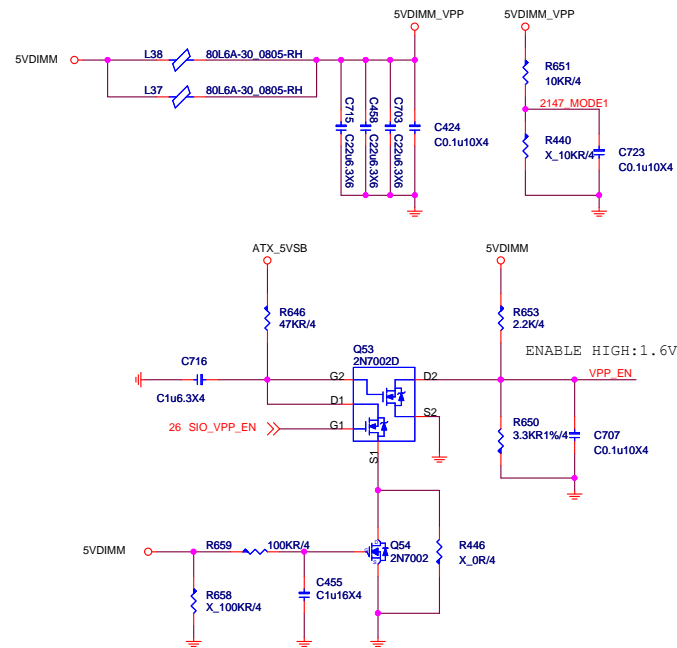 5VDIMM_VPP
5VDIMM_VPP
5VDIMM
L38
80L6A-30_0805-RH
L37
80L6A-30_0805-RH
C715
C22u6.3X6
C458
C22u6.3X6
C703
C22u6.3X6
C424
C0.1u10X4
R651
10KR/4
2147_MODE1
R440
X_10KR/4
C723
C0.1u10X4
ATX_5VSB
5VDIMM
R646
47KR/4
R653
2.2K/4
ENABLE HIGH:1.6V
Q53
2N7002D
C716
C1u6.3X4
G2
D2
VPP_EN
D1
S2
26 SIO_VPP_EN
G1
S1
R650
3.3KR1%/4
C707
C0.1u10X4
5VDIMM
R659
100KR/4
Q54
2N7002
R446
X_0R/4
R658
X_100KR/4
C455
C1u16X4